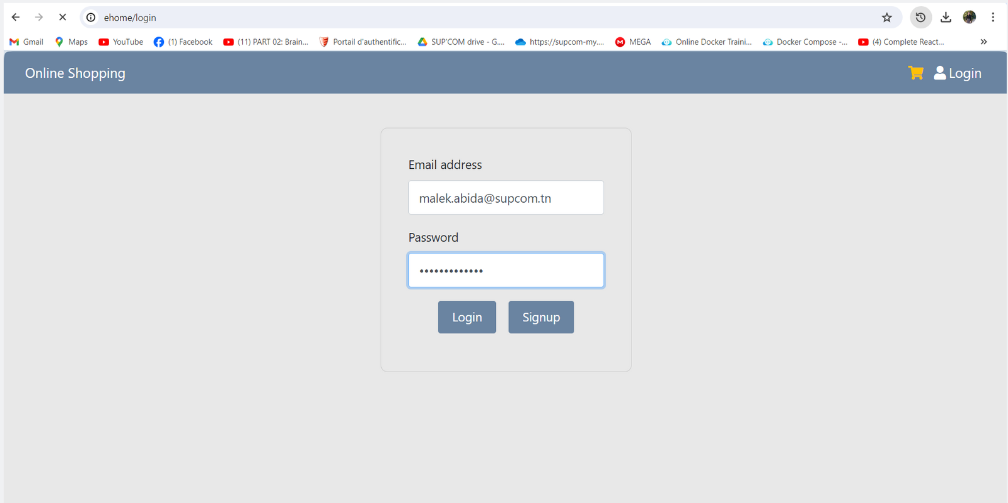 ehome/login
Gmail Maps YouTube (1) Facebook (11) PART 02: Brain... Portail d'authentific... SUP'COM drive - G.... https://supcom-my.... MEGA Online Docker Traini... Docker Compose -... (4) Complete React... »
Online Shopping Login
Email address
malek.abida@supcom.tn
Password
•••••••••••••
Login Signup